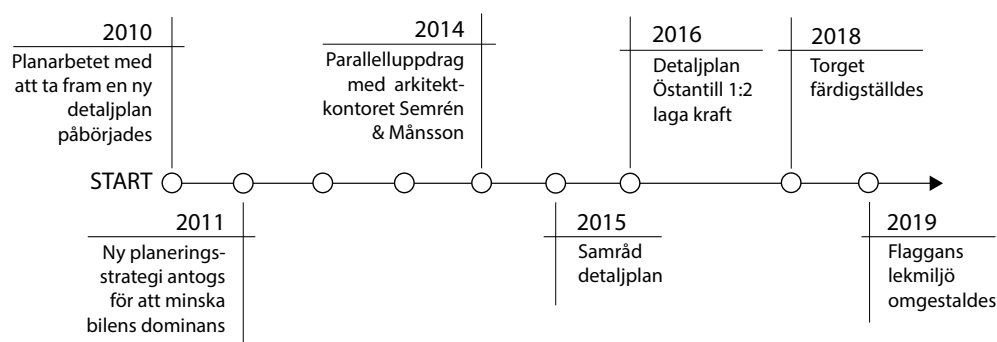 2010
Planarbetet med
att ta fram en ny
detaljplan
påbörjades
2014
Parallelluppdrag
med arkitekt-
kontoret Semrén
& Månsson
2016
Detaljplan
Östantill 1:2
laga kraft
2018
Torget
färdigställdes
START
2011
Ny planerings-
strategi antogs
för att minska
bilens dominans
2015
Samråd
detaljplan
2019
Flaggans
lekmiljö
omgestaldes